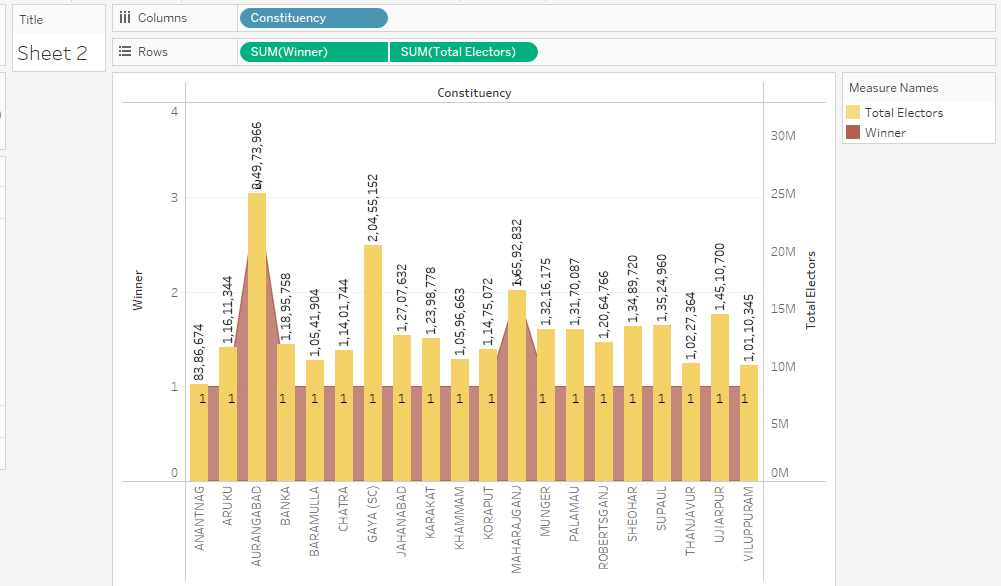 Title
Sheet 2
Columns
Constituency
Rows
SUM(Winner)
SUM(Total Electors)
Constituency
Measure Names
Total Electors
Winner
Winner
4
3
2
1
0
83,86,674
1,16,11,344
49,73,966
1,18,95,758
1,05,41,904
1,14,01,744
2,04,55,152
1,27,07,632
1,23,98,778
1,05,96,663
1,14,75,072
65,92,832
1,32,16,175
1,31,70,087
1,20,64,766
1,34,89,720
1,35,24,960
1,02,27,364
1,45,10,700
1,01,10,345
1 1 1 1 1 1 1 1 1 1 1 1 1 1 1 1 1 1
30M
25M
20M
15M
10M
5M
0M
Total Electors
ANANTNAG
ARUKU
AURANGABAD
BANKA
BARAMULLA
CHATRA
GAYA (SC)
JAHANABAD
KARAKAT
KHAMMAM
KORAPUT
MAHARAJGANJ
MUNGER
PALAMAU
ROBERTSGANJ
SHEOHAR
SUPAUL
THANJAVUR
UJIARPUR
VILUPPURAM